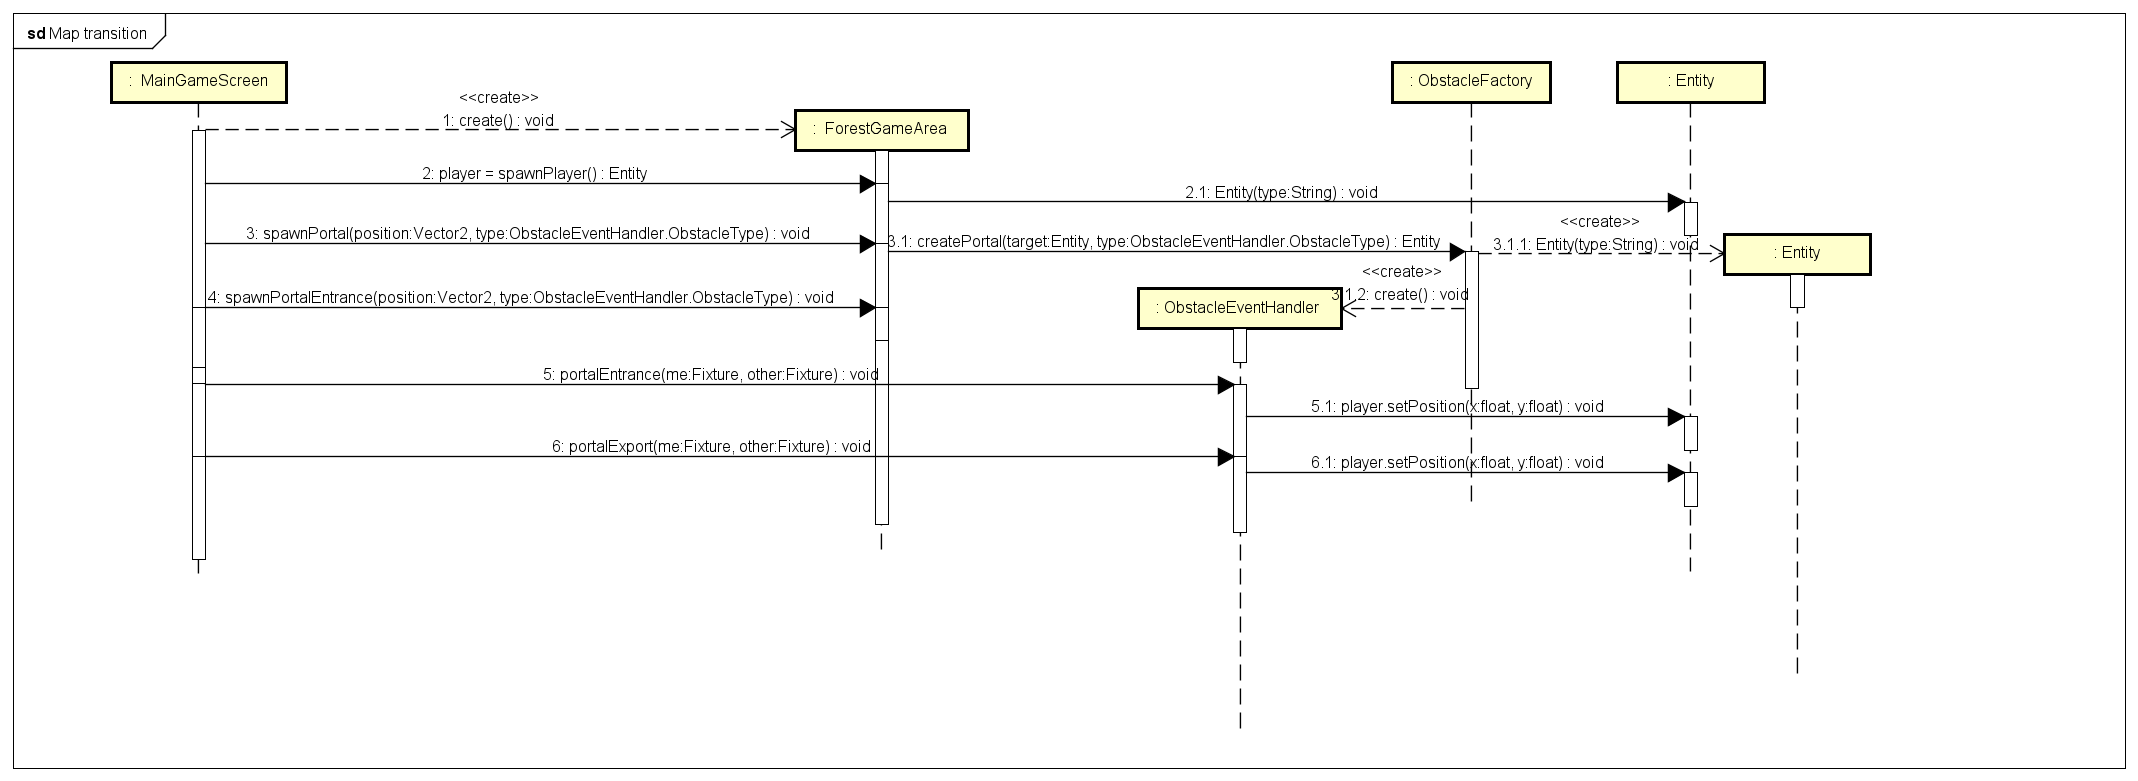 sd Map transition
: MainGameScreen
: ObstacleFactory
: Entity
<<create>>
1: create() : void
: ForestGameArea
2: player = spawnPlayer() : Entity
2.1: Entity(type:String) : void
<<create>>
3: spawnPortal(position:Vector2, type:ObstacleEventHandler.ObstacleType) : void
3.1: createPortal(target:Entity, type:ObstacleEventHandler.ObstacleType) : Entity
3.1.1: Entity(type:String) : void
: Entity
<<create>>
4: spawnPortalEntrance(position:Vector2, type:ObstacleEventHandler.ObstacleType) : void
3.1.2: create() : void
: ObstacleEventHandler
5: portalEntrance(me:Fixture, other:Fixture) : void
5.1: player.setPosition(x:float, y:float) : void
6: portalExport(me:Fixture, other:Fixture) : void
6.1: player.setPosition(x:float, y:float) : void